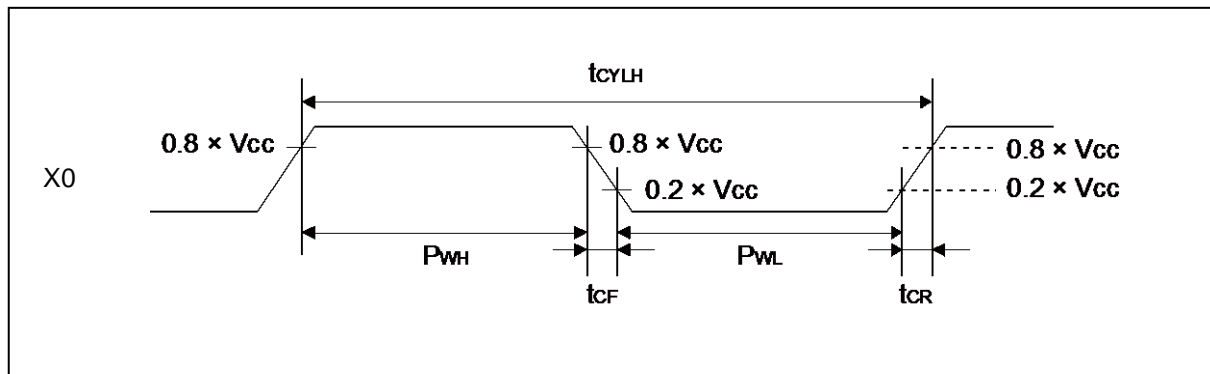 tCYLH
0.8 × VCC
0.8 × VCC
0.8 × VCC
X0
0.2 × VCC
0.2 × VCC
PWH
PWL
tCF
tCR